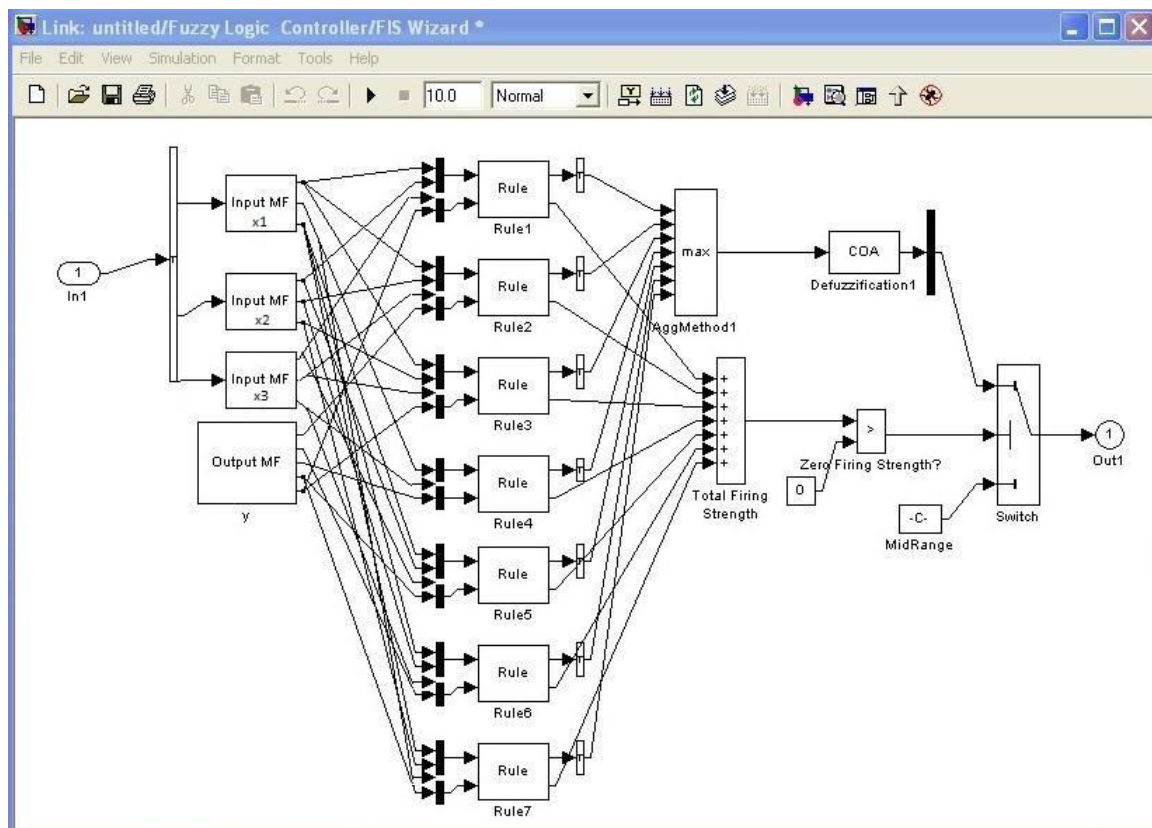 Link: untitled/Fuzzy Logic Controller/FIS Wizard *
File Edit View Simulation Format Tools Help
10.0 Normal
1
In1
Input MF
x1
Input MF
x2
Input MF
x3
Output MF
y
Rule
Rule1
Rule
Rule2
Rule
Rule3
Rule
Rule4
Rule
Rule5
Rule
Rule6
Rule
Rule7
T
T
T
T
T
T
T
T
max
AggMethod1
+
+
+
+
+
+
+
Total Firing
Strength
COA
Defuzzification1
>
Zero Firing Strength?
0
-C-
MidRange
Switch
1
Out1